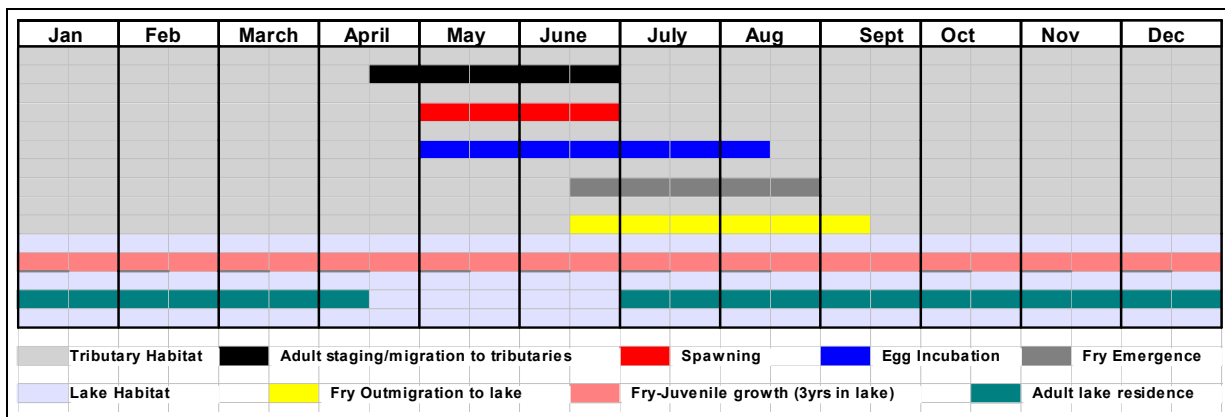 Jan Feb March April May June July Aug Sept Oct Nov Dec
Tributary Habitat Adult staging/migration to tributaries Spawning Egg Incubation Fry Emergence
Lake Habitat Fry Outmigration to lake Fry-Juvenile growth (3yrs in lake) Adult lake residence